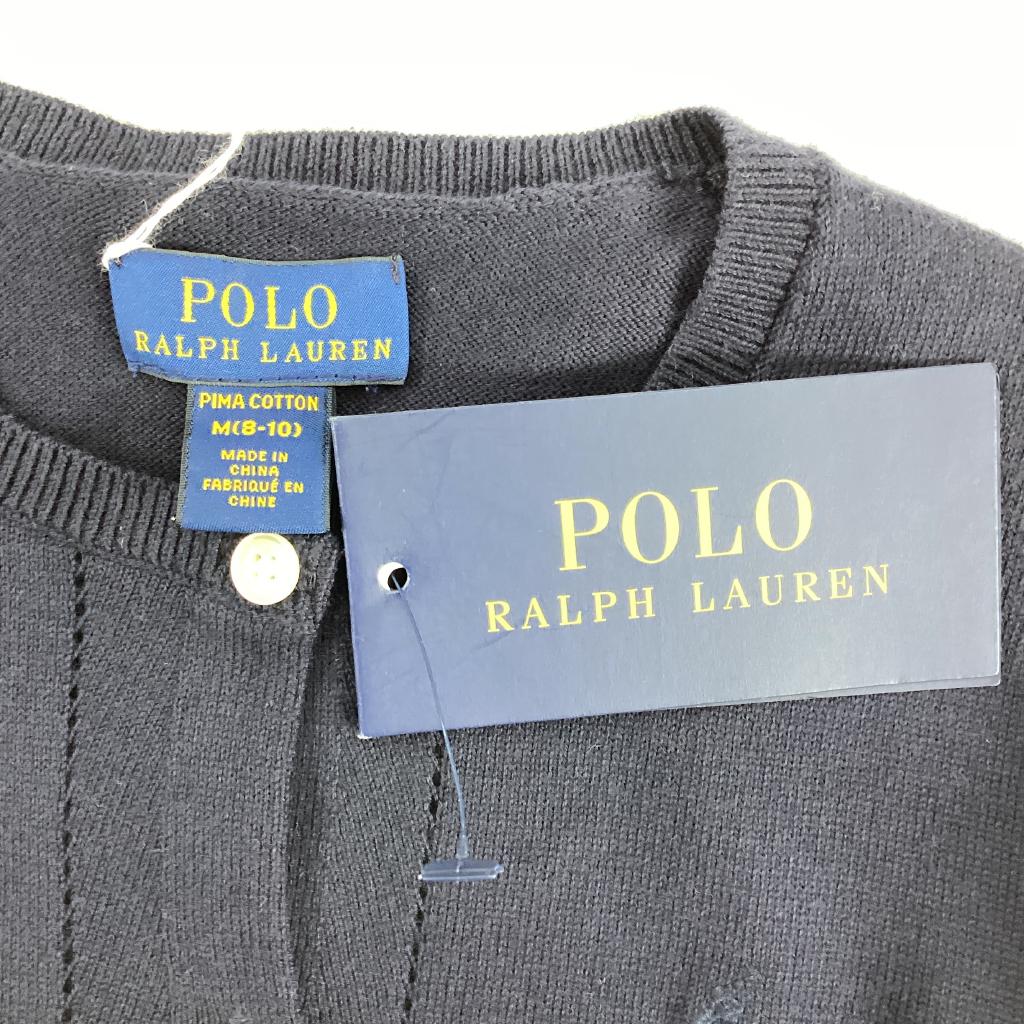 POLO
RALPH LAUREN
PIMA COTTON
M(8-10)
MADE IN
CHINA
FABRIQUÉ EN
CHINE
POLO
RALPH LAUREN